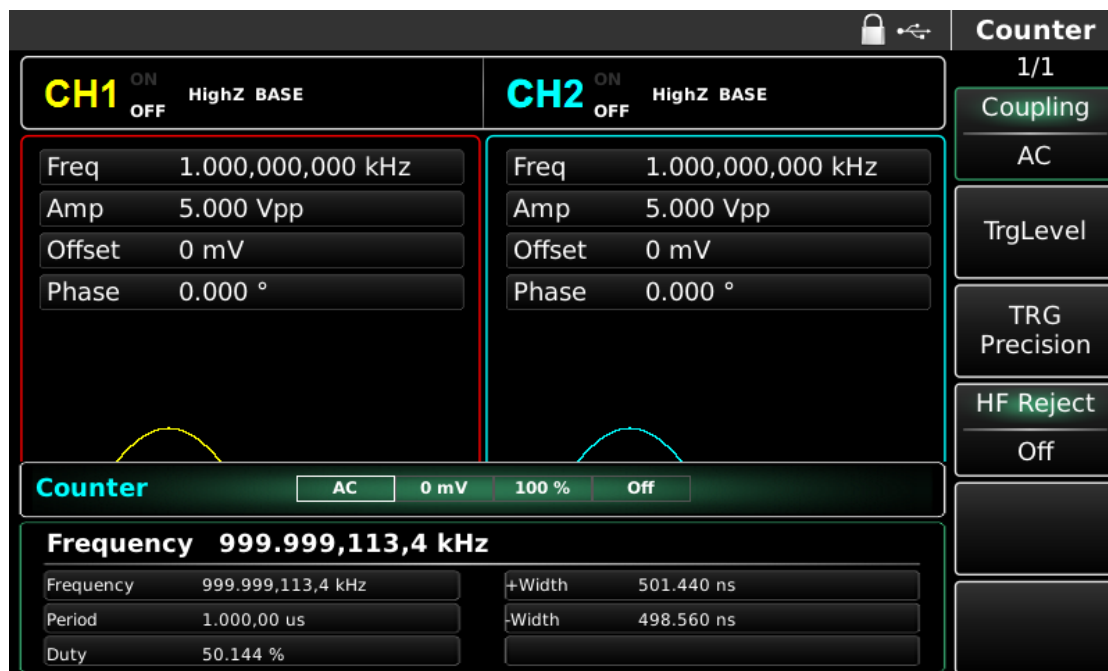 Counter
1/1
CH1 ON OFF HighZ BASE
CH2 ON OFF HighZ BASE
Coupling
AC
Freq 1.000,000,000 kHz
Amp 5.000 Vpp
Offset 0 mV
Phase 0.000 °
Freq 1.000,000,000 kHz
Amp 5.000 Vpp
Offset 0 mV
Phase 0.000 °
TrgLevel
TRG
Precision
HF Reject
Off
Counter AC 0 mV 100 % Off
Frequency 999.999,113,4 kHz
Frequency 999.999,113,4 kHz
Period 1.000,00 us
Duty 50.144 %
+Width 501.440 ns
-Width 498.560 ns